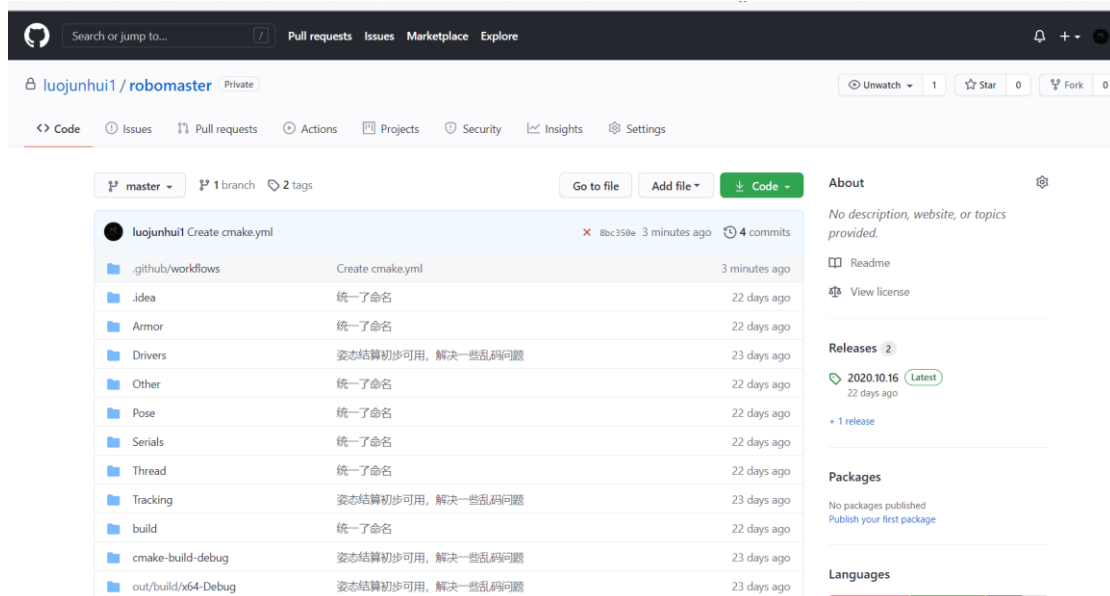 Search or jump to... / Pull requests Issues Marketplace Explore
luojunhui1 / robomaster Private
Unwatch 1 Star 0 Fork 0
Code Issues Pull requests Actions Projects Security Insights Settings
master 1 branch 2 tags Go to file Add file Code
luojunhui1 Create cmake.yml 8bc350e 3 minutes ago 4 commits
.github/workflows Create cmake.yml 3 minutes ago
.idea 统一了命名 22 days ago
Armor 统一了命名 22 days ago
Drivers 姿态结算初步可用，解决一些乱码问题 23 days ago
Other 统一了命名 22 days ago
Pose 统一了命名 22 days ago
Serials 统一了命名 22 days ago
Thread 统一了命名 22 days ago
Tracking 姿态结算初步可用，解决一些乱码问题 23 days ago
build 统一了命名 22 days ago
cmake-build-debug 姿态结算初步可用，解决一些乱码问题 23 days ago
out/build/x64-Debug 姿态结算初步可用，解决一些乱码问题 23 days ago
About
No description, website, or topics
provided.
Readme
View license
Releases 2
2020.10.16 Latest
22 days ago
+ 1 release
Packages
No packages published
Publish your first package
Languages